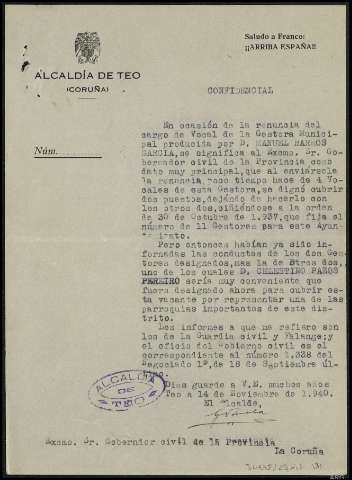 Saludo a Franco:
¡¡ARRIBA ESPAÑA!!
ALCALDÍA DE TEO
(CORUÑA)
CONFIDENCIAL
Núm.
En ocasión de la renuncia del
cargo de Vocal de la Gestora Municipal
pal producida por D. MANUEL BARROS
GARCIA, se significa al Excmo. Sr. Go-
bernador civil de la Provincia como
dato muy principal, que al enviársele
la renuncia poco tiempo hace de 4 Vo-
cales de esta Gestora, se dignó cubrir
dos puestos, dejando de hacerlo con
los otros dos, ciñiéndose a la orden
de 30 de Octubre de 1.937, que fija el
número de 11 Gestores para este Ayun-
tamiento.
Pero entonces habían ya sido in-
formadas las conductas de los dos Ges-
tores designados, mas la de otros dos,
uno de los cuales D. CELESTINO PAZOS
PEREIRO sería muy conveniente que
fuera designado ahora para cubrir esta
vacante por representar una de las
parroquias importantes de este dis-
trito.
Los informes a que me refiero son
los de la Guardia civil y Falange; y
el oficio del Gobierno civil es el
correspondiente al número 1.328 del
Negociado 1º, de 18 de Septiembre úl-
timo.
Dios guarde a V.E. muchos años
Teo a 14 de Noviembre de 1.940.
El Alcalde,
ALCALDIA
DE
TEO
Excmo. Sr. Gobernador civil de la Provincia
La Coruña